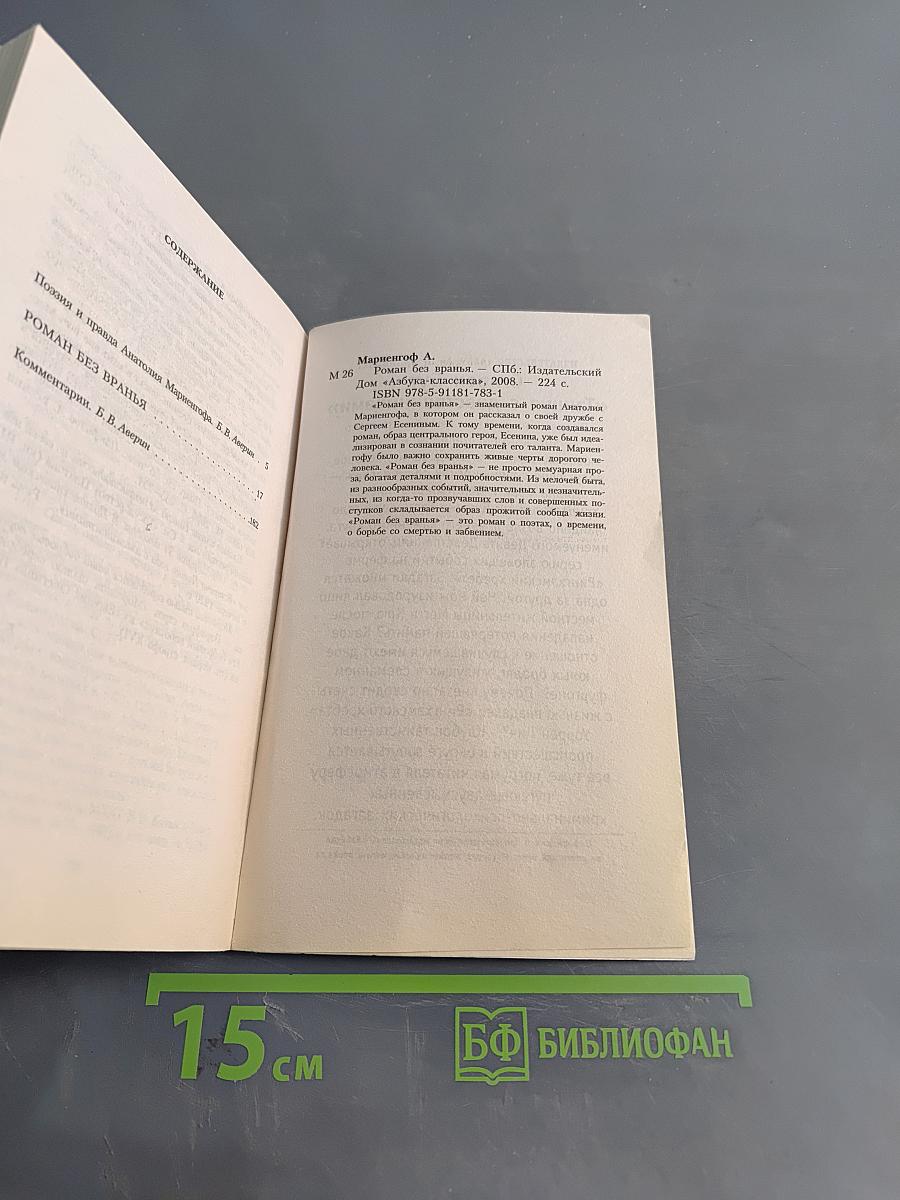 СОДЕРЖАНИЕ
Поэзия и правда Анатолия Мариенгофа. Б. В. Аверин 5
РОМАН БЕЗ ВРАНЬЯ . . . . . . . . . 17
Комментарии. Б. В. Аверин . . . . . . . . . .182
Мариенгоф А.
М 26 Роман без вранья. — СПб.: Издательский
Дом «Азбука-классика», 2008. — 224 с.
ISBN 978-5-91181-783-1
«Роман без вранья» — знаменитый роман Анатолия
Мариенгофа, в котором он рассказал о своей дружбе с
Сергеем Есениным. К тому времени, когда создавался
роман, образ центрального героя, Есенина, уже был идеа-
лизирован в сознании почитателей его таланта. Мариен-
гофу было важно сохранить живые черты дорогого че-
ловека. «Роман без вранья» — не просто мемуарная про-
за, богатая деталями и подробностями. Из мелочей быта,
из разнообразных событий, значительных и незначитель-
ных, из когда-то прозвучавших слов и совершенных по-
ступков складывается образ прожитой сообща жизни.
«Роман без вранья» — это роман о поэтах, о времени,
о борьбе со смертью и забвением.
15 см
БФ БИБЛИОФАН